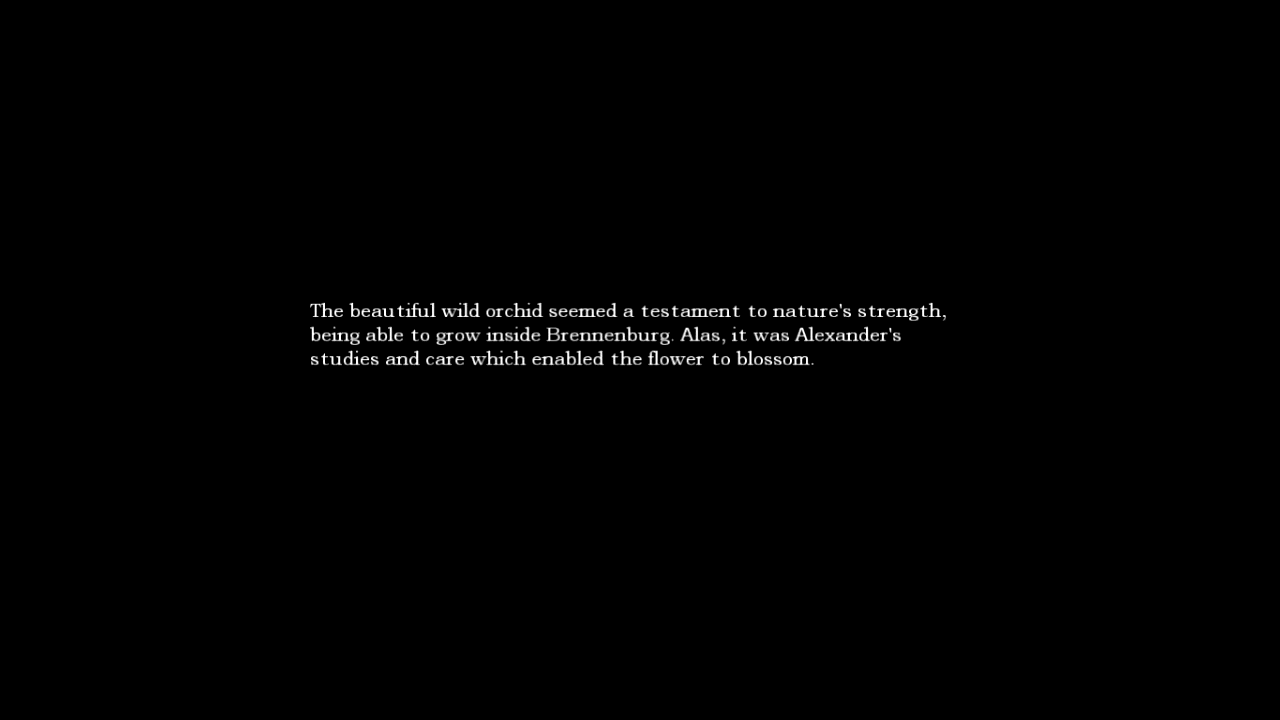 The beautiful wild orchid seemed a testament to nature's strength,
being able to grow inside Brennenburg. Alas, it was Alexander's
studies and care which enabled the flower to blossom.